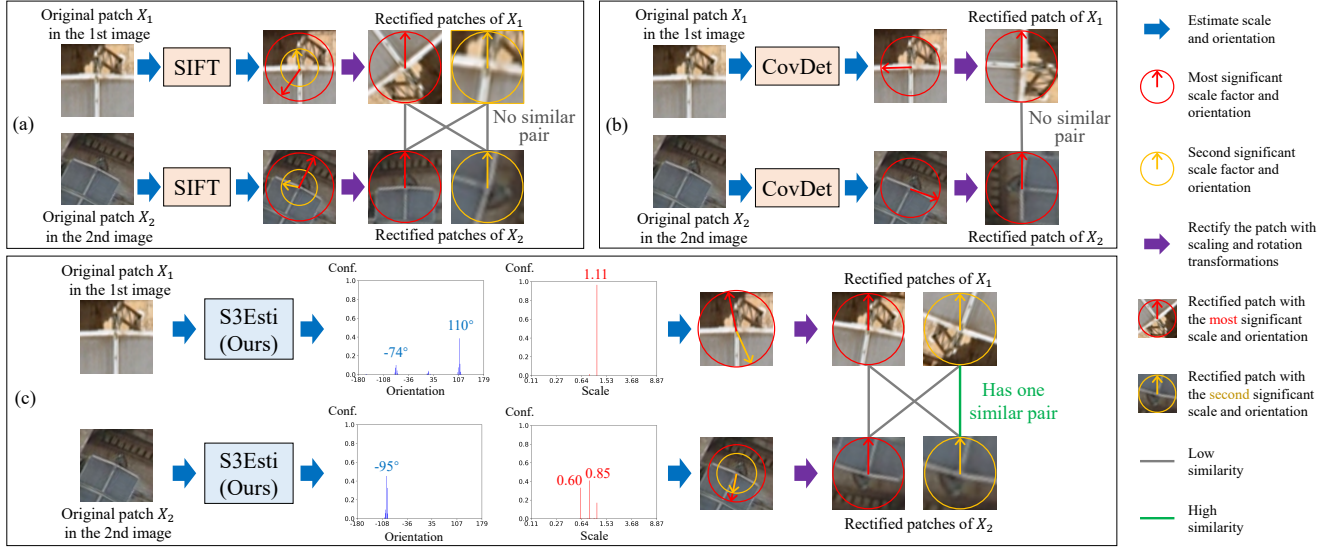 Original patch X₁
in the 1st image
SIFT
Rectified patches of X₁
(a)
No similar
pair
SIFT
Original patch X₂
in the 2nd image
Rectified patches of X₂
Original patch X₁
in the 1st image
CovDet
Rectified patch of X₁
(b)
No similar
pair
CovDet
Original patch X₂
in the 2nd image
Rectified patch of X₂
Original patch X₁
in the 1st image
S3Esti
(Ours)
Conf.
1.0
0.8
0.6
0.4
0.2
0.0
110°
-74°
-180 -108 -36 35 107 179
Orientation
Conf.
1.11
1.0
0.8
0.6
0.4
0.2
0.0
0.11 0.27 0.64 1.54 3.70 8.87
Scale
Rectified patches of X₁
(c)
Has one
similar pair
S3Esti
(Ours)
Original patch X₂
in the 2nd image
Conf.
1.0
0.8
0.6
0.4
0.2
0.0
-95°
-180 -108 -36 35 107 179
Orientation
Conf.
1.0
0.8
0.6
0.4
0.2
0.0
0.60 0.85
0.11 0.27 0.64 1.54 3.70 8.87
Scale
Rectified patches of X₂
Estimate scale
and orientation
Most significant
scale factor and
orientation
Second significant
scale factor and
orientation
Rectify the patch with
scaling and rotation
transformations
Rectified patch with
the most significant
scale and orientation
Rectified patch with
the second significant
scale and orientation
Low
similarity
High
similarity